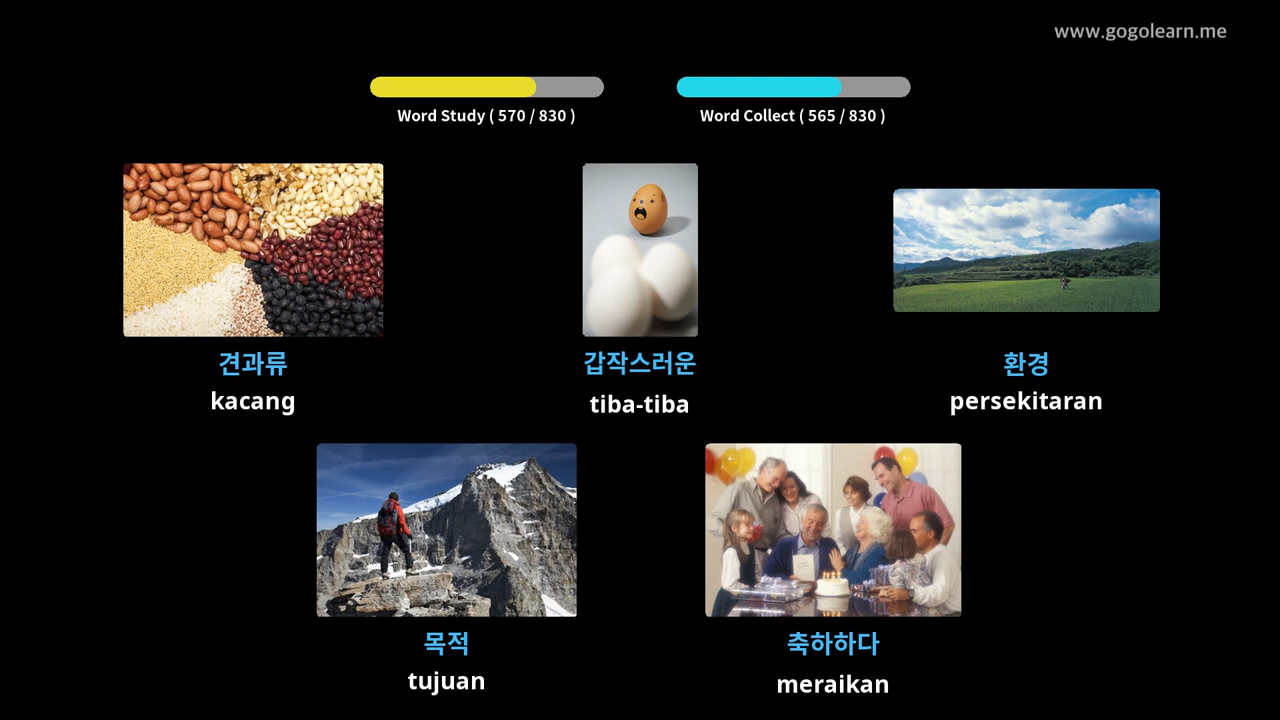 www.gogolearn.me
Word Study ( 570 / 830 )
Word Collect ( 565 / 830 )
견과류
kacang
갑작스러운
tiba-tiba
환경
persekitaran
목적
tujuan
축하하다
meraikan